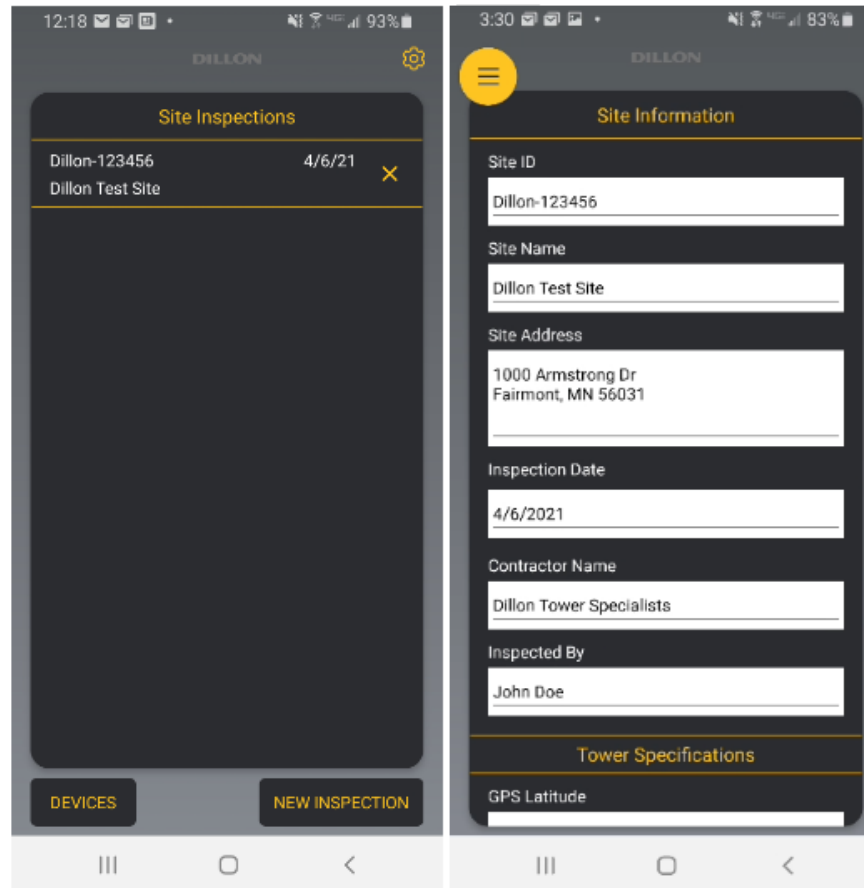 12:18
93%
DILLON
Site Inspections
Dillon-123456 4/6/21
Dillon Test Site
DEVICES
NEW INSPECTION
3:30
83%
DILLON
Site Information
Site ID
Dillon-123456
Site Name
Dillon Test Site
Site Address
1000 Armstrong Dr
Fairmont, MN 56031
Inspection Date
4/6/2021
Contractor Name
Dillon Tower Specialists
Inspected By
John Doe
Tower Specifications
GPS Latitude